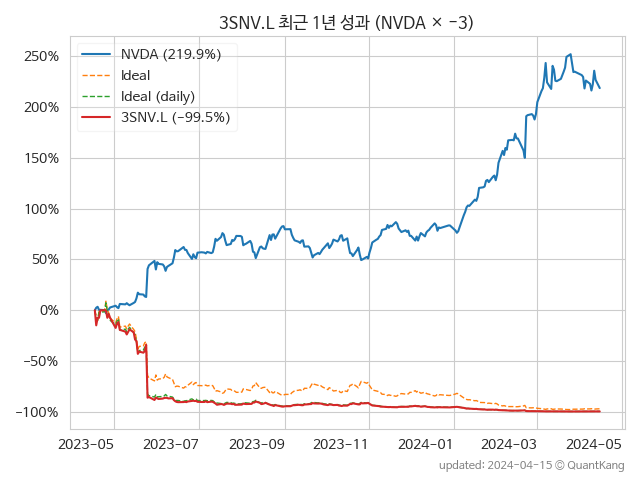 3SNV.L 최근 1년 성과 (NVDA × −3)
NVDA (219.9%)
Ideal
Ideal (daily)
3SNV.L (−99.5%)
250%
200%
150%
100%
50%
0%
−50%
−100%
2023-05 2023-07 2023-09 2023-11 2024-01 2024-03 2024-05
updated: 2024-04-15 © QuantKang